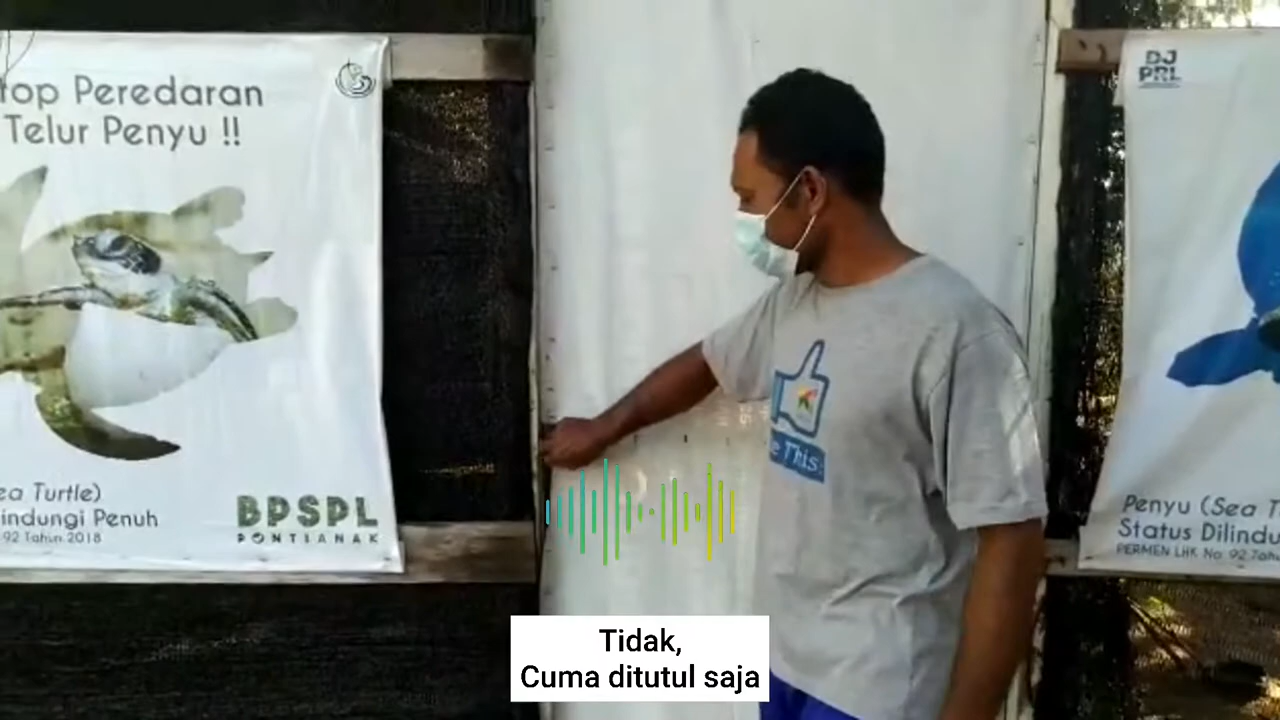 top Peredaran
Telur Penyu !!
ea Turtle)
indungi Penuh
92 Tahun 2018
BPSPL
PONTIANAK
e This
DJ
PRL
Penyu (Sea T
Status Dilindu
PERMEN LHK No. 92 Tahu
Tidak,
Cuma ditutul saja